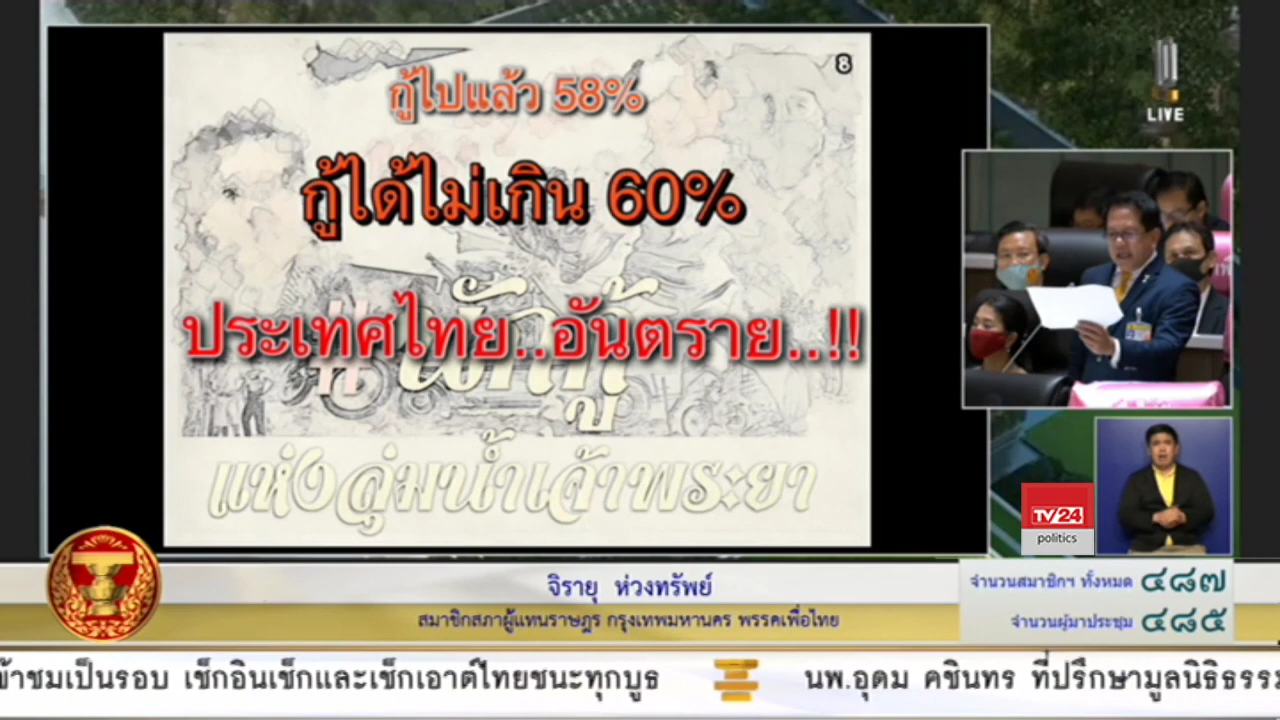 8
กู้ไปแล้ว 58%
กู้ได้ไม่เกิน 60%
ประเทศไทย..อันตราย..!!
#นักกู้
แห่งลุ่มน้ำเจ้าพระยา
LIVE
TV/24
politics
จิรายุ ห่วงทรัพย์
สมาชิกสภาผู้แทนราษฎร กรุงเทพมหานคร พรรคเพื่อไทย
จำนวนสมาชิกฯ ทั้งหมด ๔๘๗
จำนวนผู้มาประชุม ๔๘๕
เข้าชมเป็นรอบ เช็กอินเช็กและเช็กเอาต์ไทยชนะทุกบูธ
นพ.อุดม คชินทร ที่ปรึกษามูลนิธิธรรม